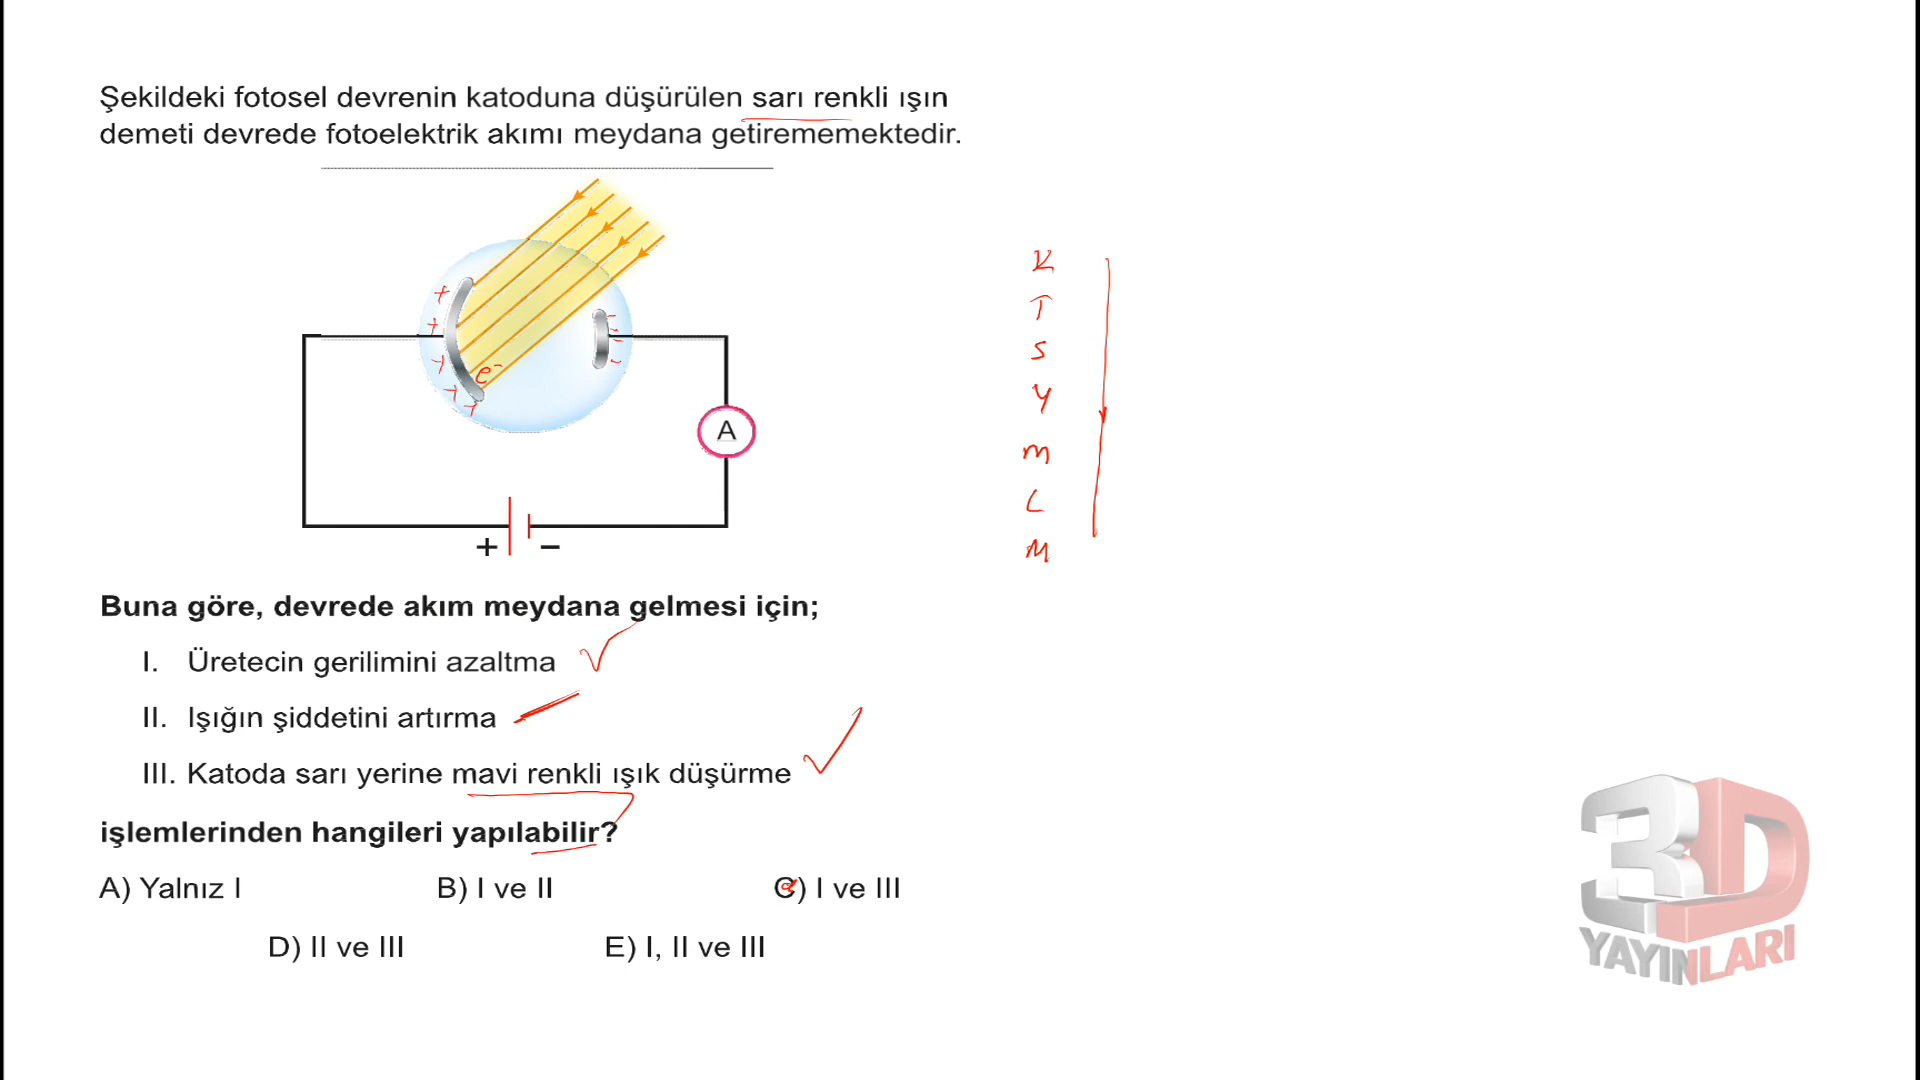 Şekildeki fotosel devrenin katoduna düşürülen sarı renkli ışın
demeti devrede fotoelektrik akımı meydana getirememektedir.
K
T
S
Y
m
L
M
e-
A
+ −
Buna göre, devrede akım meydana gelmesi için;
I. Üretecin gerilimini azaltma
II. Işığın şiddetini artırma
III. Katoda sarı yerine mavi renkli ışık düşürme
işlemlerinden hangileri yapılabilir?
A) Yalnız I B) I ve II C) I ve III
D) II ve III E) I, II ve III
3D
YAYINLARI